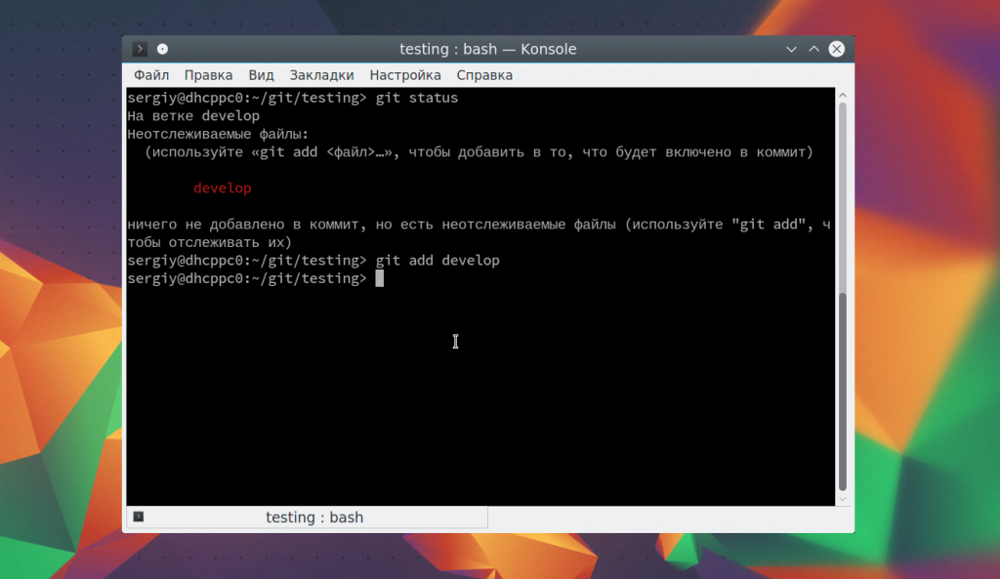 testing : bash — Konsole
Файл Правка Вид Закладки Настройка Справка
sergiy@dhcppc0:~/git/testing> git status
На ветке develop
Неотслеживаемые файлы:
(используйте «git add <файл>…», чтобы добавить в то, что будет включено в коммит)
develop
ничего не добавлено в коммит, но есть неотслеживаемые файлы (используйте "git add", ч
тобы отслеживать их)
sergiy@dhcppc0:~/git/testing> git add develop
sergiy@dhcppc0:~/git/testing>
testing : bash